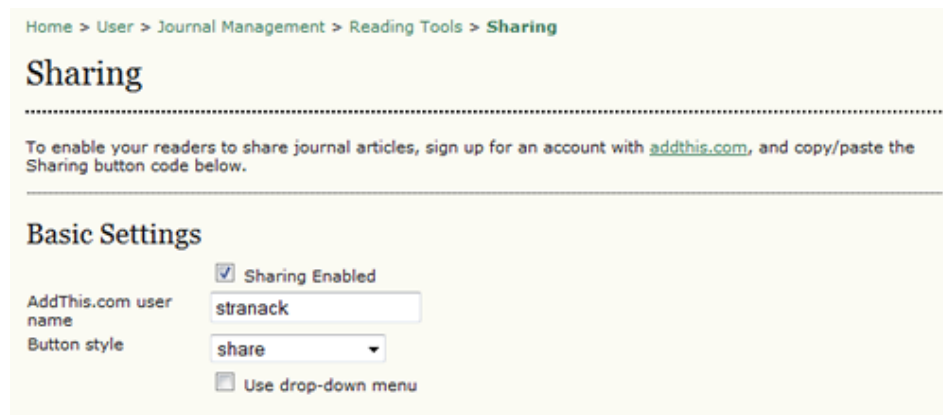 Home > User > Journal Management > Reading Tools > Sharing
Sharing
To enable your readers to share journal articles, sign up for an account with addthis.com, and copy/paste the
Sharing button code below.
Basic Settings
Sharing Enabled
AddThis.com user
name
stranack
Button style
share
Use drop-down menu